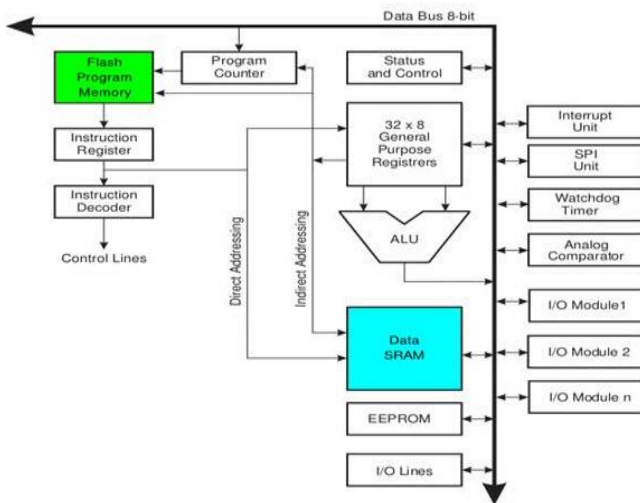 Data Bus 8-bit
Flash
Program
Memory
Program
Counter
Status
and Control
Instruction
Register
32 x 8
General
Purpose
Registrers
Interrupt
Unit
SPI
Unit
Instruction
Decoder
Watchdog
Timer
Control Lines
Direct Addressing
Indirect Addressing
ALU
Analog
Comparator
I/O Module1
Data
SRAM
I/O Module 2
I/O Module n
EEPROM
I/O Lines